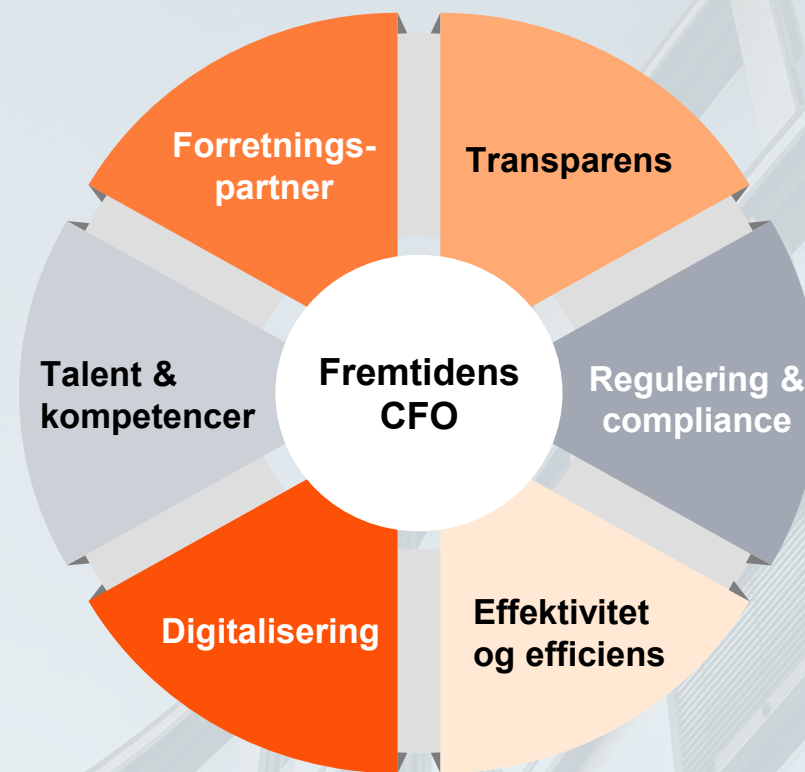 Forretnings-
partner
Transparens
Talent &
kompetencer
Fremtidens
CFO
Regulering &
compliance
Digitalisering
Effektivitet
og efficiens